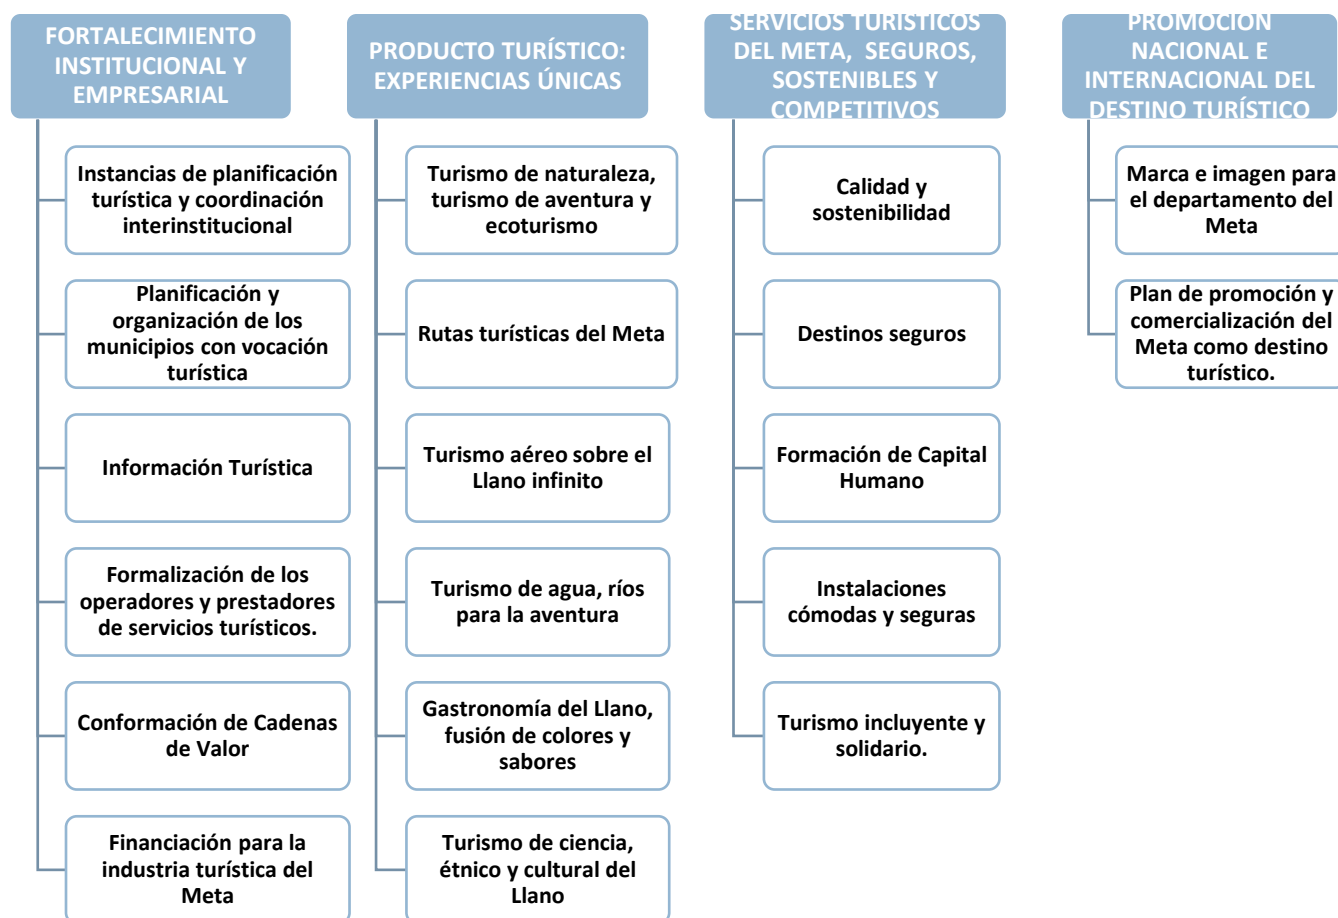 FORTALECIMIENTO
INSTITUCIONAL Y
EMPRESARIAL
Instancias de planificación
turística y coordinación
interinstitucional
Planificación y
organización de los
municipios con vocación
turística
Información Turística
Formalización de los
operadores y prestadores
de servicios turísticos.
Conformación de Cadenas
de Valor
Financiación para la
industria turística del
Meta
PRODUCTO TURÍSTICO:
EXPERIENCIAS ÚNICAS
Turismo de naturaleza,
turismo de aventura y
ecoturismo
Rutas turísticas del Meta
Turismo aéreo sobre el
Llano infinito
Turismo de agua, ríos
para la aventura
Gastronomía del Llano,
fusión de colores y
sabores
Turismo de ciencia,
étnico y cultural del
Llano
SERVICIOS TURÍSTICOS
DEL META, SEGUROS,
SOSTENIBLES Y
COMPETITIVOS
Calidad y
sostenibilidad
Destinos seguros
Formación de Capital
Humano
Instalaciones
cómodas y seguras
Turismo incluyente y
solidario.
PROMOCIÓN
NACIONAL E
INTERNACIONAL DEL
DESTINO TURÍSTICO
Marca e imagen para
el departamento del
Meta
Plan de promoción y
comercialización del
Meta como destino
turístico.